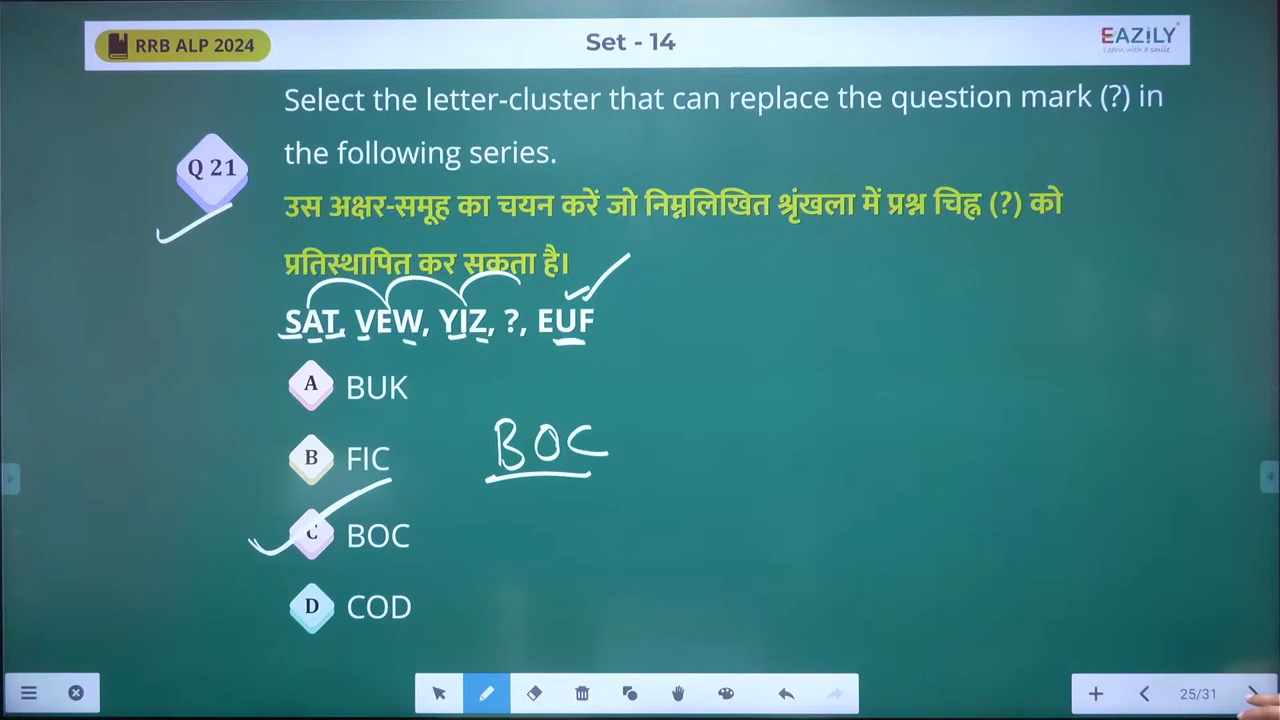 RRB ALP 2024
Set - 14
EAZILY
Learn with a smile
Q 21
Select the letter-cluster that can replace the question mark (?) in
the following series.
उस अक्षर-समूह का चयन करें जो निम्नलिखित श्रृंखला में प्रश्न चिह्न (?) को
प्रतिस्थापित कर सकता है।
SAT, VEW, YIZ, ?, EUF
A BUK
B FIC
BOC
C BOC
D COD
25/31